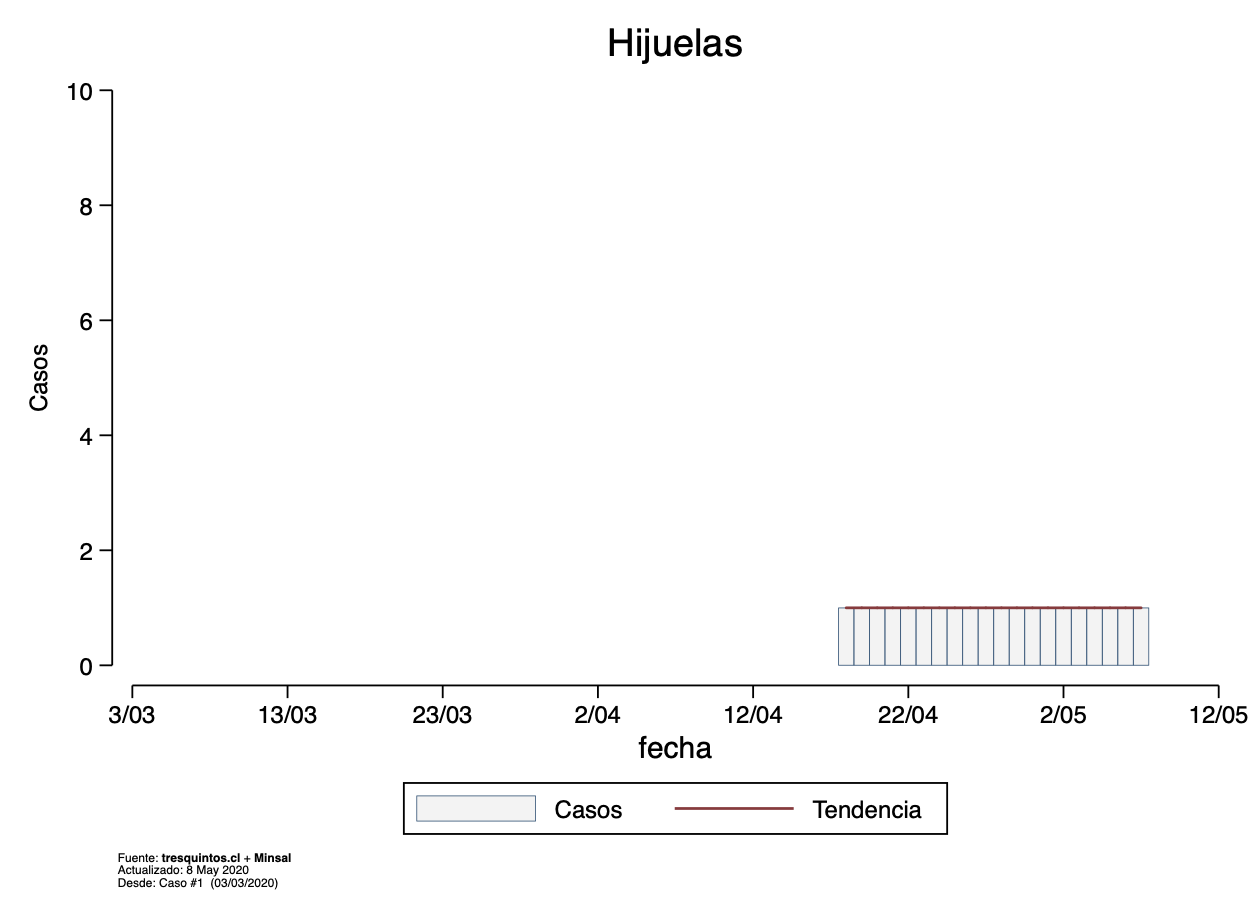 Hijuelas
10
8
6
4
2
0
Casos
3/03 13/03 23/03 2/04 12/04 22/04 2/05 12/05
fecha
Casos Tendencia
Fuente: tresquintos.cl + Minsal
Actualizado: 8 May 2020
Desde: Caso #1 (03/03/2020)